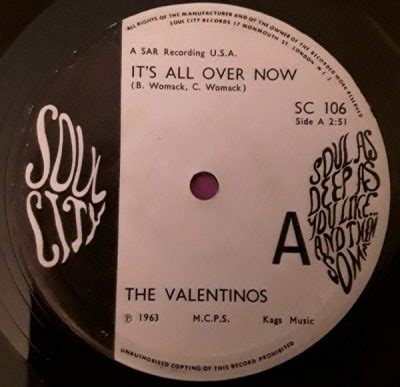 ALL RIGHTS OF THE MANUFACTURER AND OF THE OWNER OF THE RECORDED WORK RESERVED
SOUL CITY RECORDS 17 MONMOUTH ST. LONDON W C 2
A SAR Recording U.S.A.
IT'S ALL OVER NOW
(B. Womack, C. Womack)
SC 106
Side A 2:51
SOUL
CITY
SOUL AS
DEEP AS
YOU LIKE...
AND THEN
SOME
A
THE VALENTINOS
℗ 1963 M.C.P.S. Kags Music
UNAUTHORISED COPYING OF THIS RECORD PROHIBITED